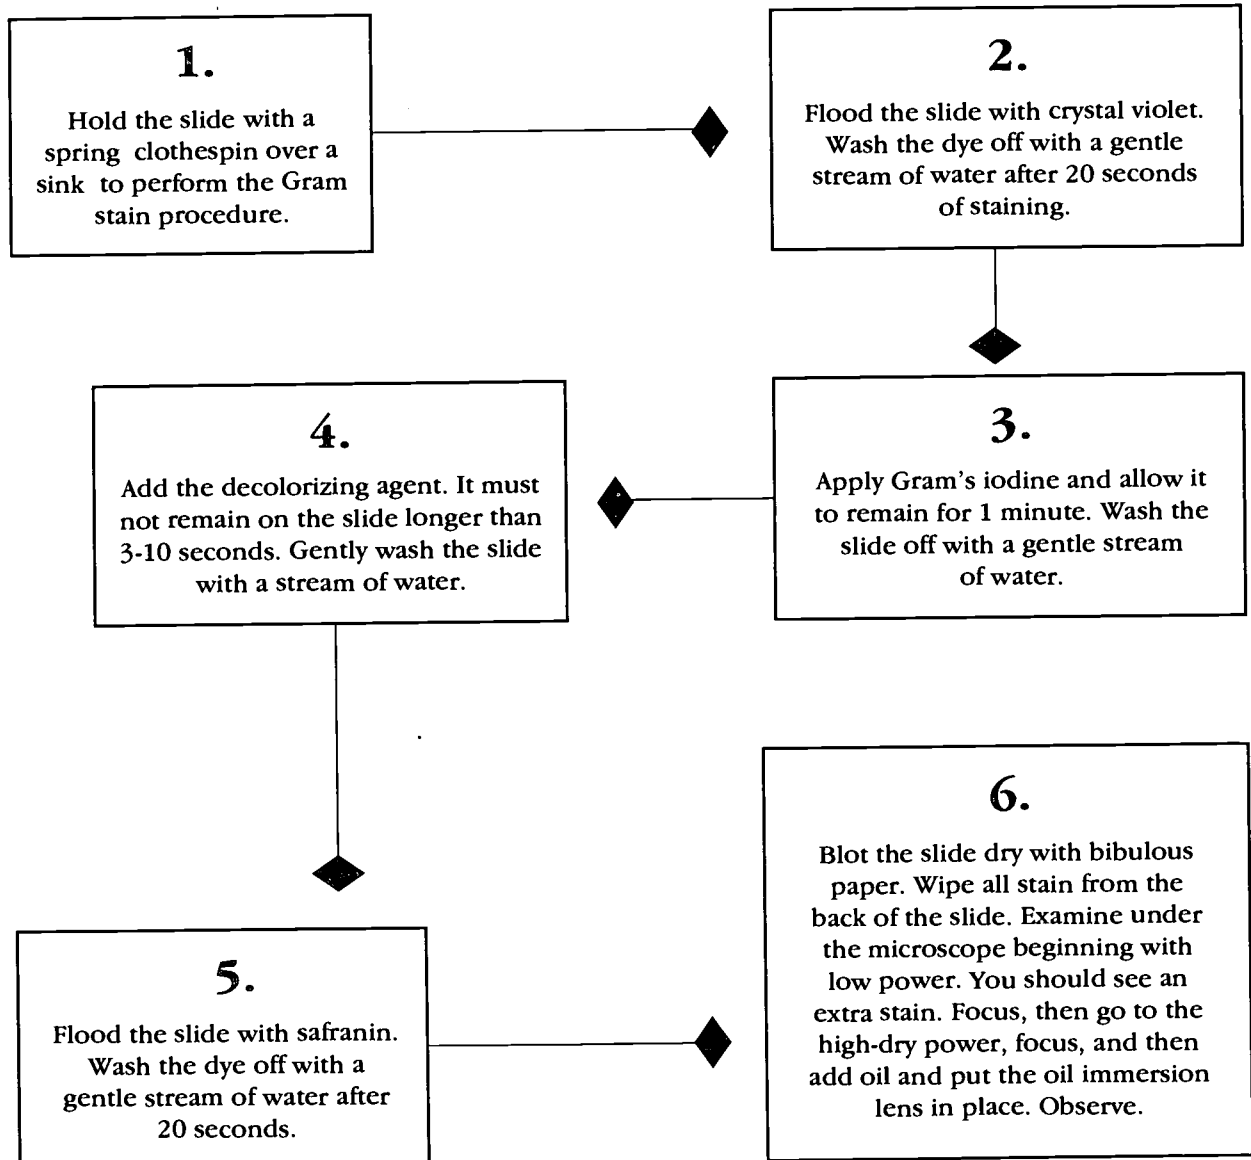 1.
Hold the slide with a
spring clothespin over a
sink to perform the Gram
stain procedure.
2.
Flood the slide with crystal violet.
Wash the dye off with a gentle
stream of water after 20 seconds
of staining.
3.
Apply Gram's iodine and allow it
to remain for 1 minute. Wash the
slide off with a gentle stream
of water.
4.
Add the decolorizing agent. It must
not remain on the slide longer than
3-10 seconds. Gently wash the slide
with a stream of water.
5.
Flood the slide with safranin.
Wash the dye off with a
gentle stream of water after
20 seconds.
6.
Blot the slide dry with bibulous
paper. Wipe all stain from the
back of the slide. Examine under
the microscope beginning with
low power. You should see an
extra stain. Focus, then go to the
high-dry power, focus, and then
add oil and put the oil immersion
lens in place. Observe.